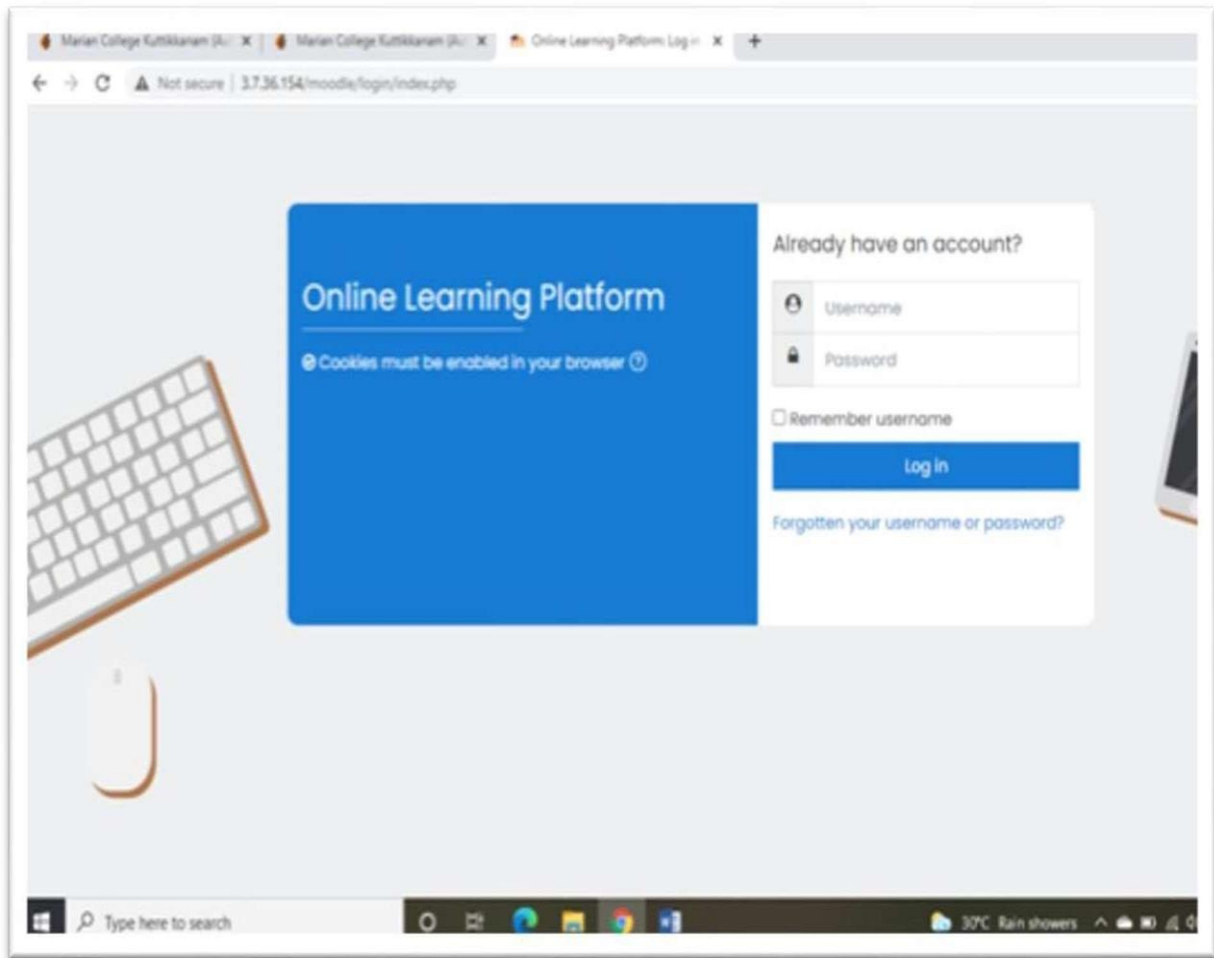 Marian College Kuttikkanam (Au X
Marian College Kuttikkanam (Au X
Online Learning Platform: Log in X +
Not secure | 3.7.36.154/moodle/login/index.php
Online Learning Platform
Cookies must be enabled in your browser
Already have an account?
Username
Password
Remember username
Log in
Forgotten your username or password?
Type here to search
30°C Rain showers